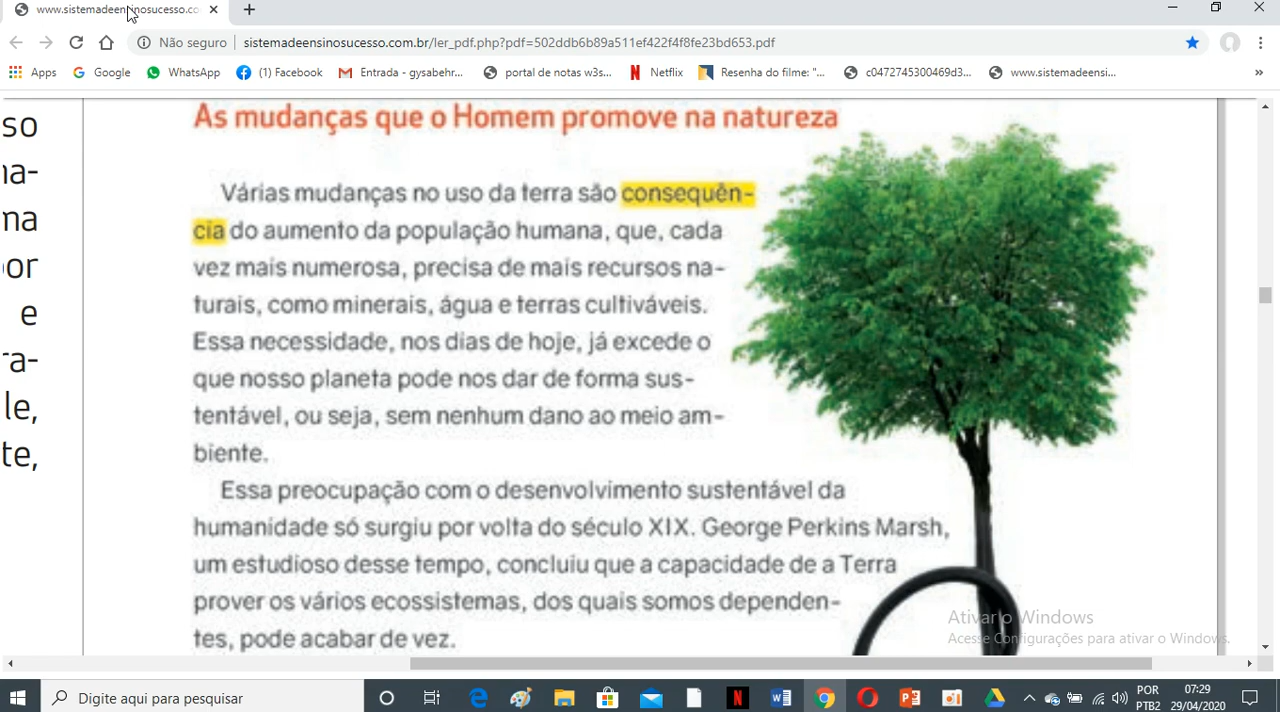 www.sistemadeensinosucesso.co
Não seguro
sistemadeensinosucesso.com.br/ler_pdf.php?pdf=502ddb6b89a511ef422f4f8fe23bd653.pdf
Apps
Google
WhatsApp
(1) Facebook
Entrada - gysabehr...
portal de notas w3s...
Netflix
Resenha do filme: "...
c0472745300469d3...
www.sistemadeensi...
»
so
na-
ma
or
e
ra-
le,
te,
As mudanças que o Homem promove na natureza
Várias mudanças no uso da terra são consequên-
cia do aumento da população humana, que, cada
vez mais numerosa, precisa de mais recursos na-
turais, como minerais, água e terras cultiváveis.
Essa necessidade, nos dias de hoje, já excede o
que nosso planeta pode nos dar de forma sus-
tentável, ou seja, sem nenhum dano ao meio am-
biente.
Essa preocupação com o desenvolvimento sustentável da
humanidade só surgiu por volta do século XIX. George Perkins Marsh,
um estudioso desse tempo, concluiu que a capacidade de a Terra
prover os vários ecossistemas, dos quais somos dependen-
tes, pode acabar de vez.
Ativar o Windows
Acesse Configurações para ativar o Windows.
Digite aqui para pesquisar
POR
PTB2
07:29
29/04/2020